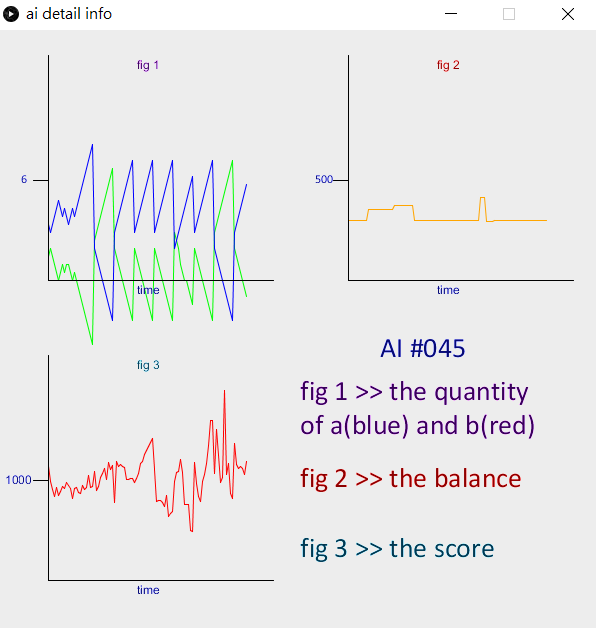 ai detail info
fig 1
6
time
fig 2
500
time
fig 3
1000
time
AI #045
fig 1 >> the quantity
of a(blue) and b(red)
fig 2 >> the balance
fig 3 >> the score